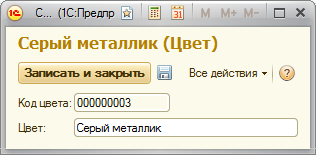 С... (1С:Предпр
M M+ M-
Серый металлик (Цвет)
Записать и закрыть Все действия
Код цвета: 000000003
Цвет: Серый металлик